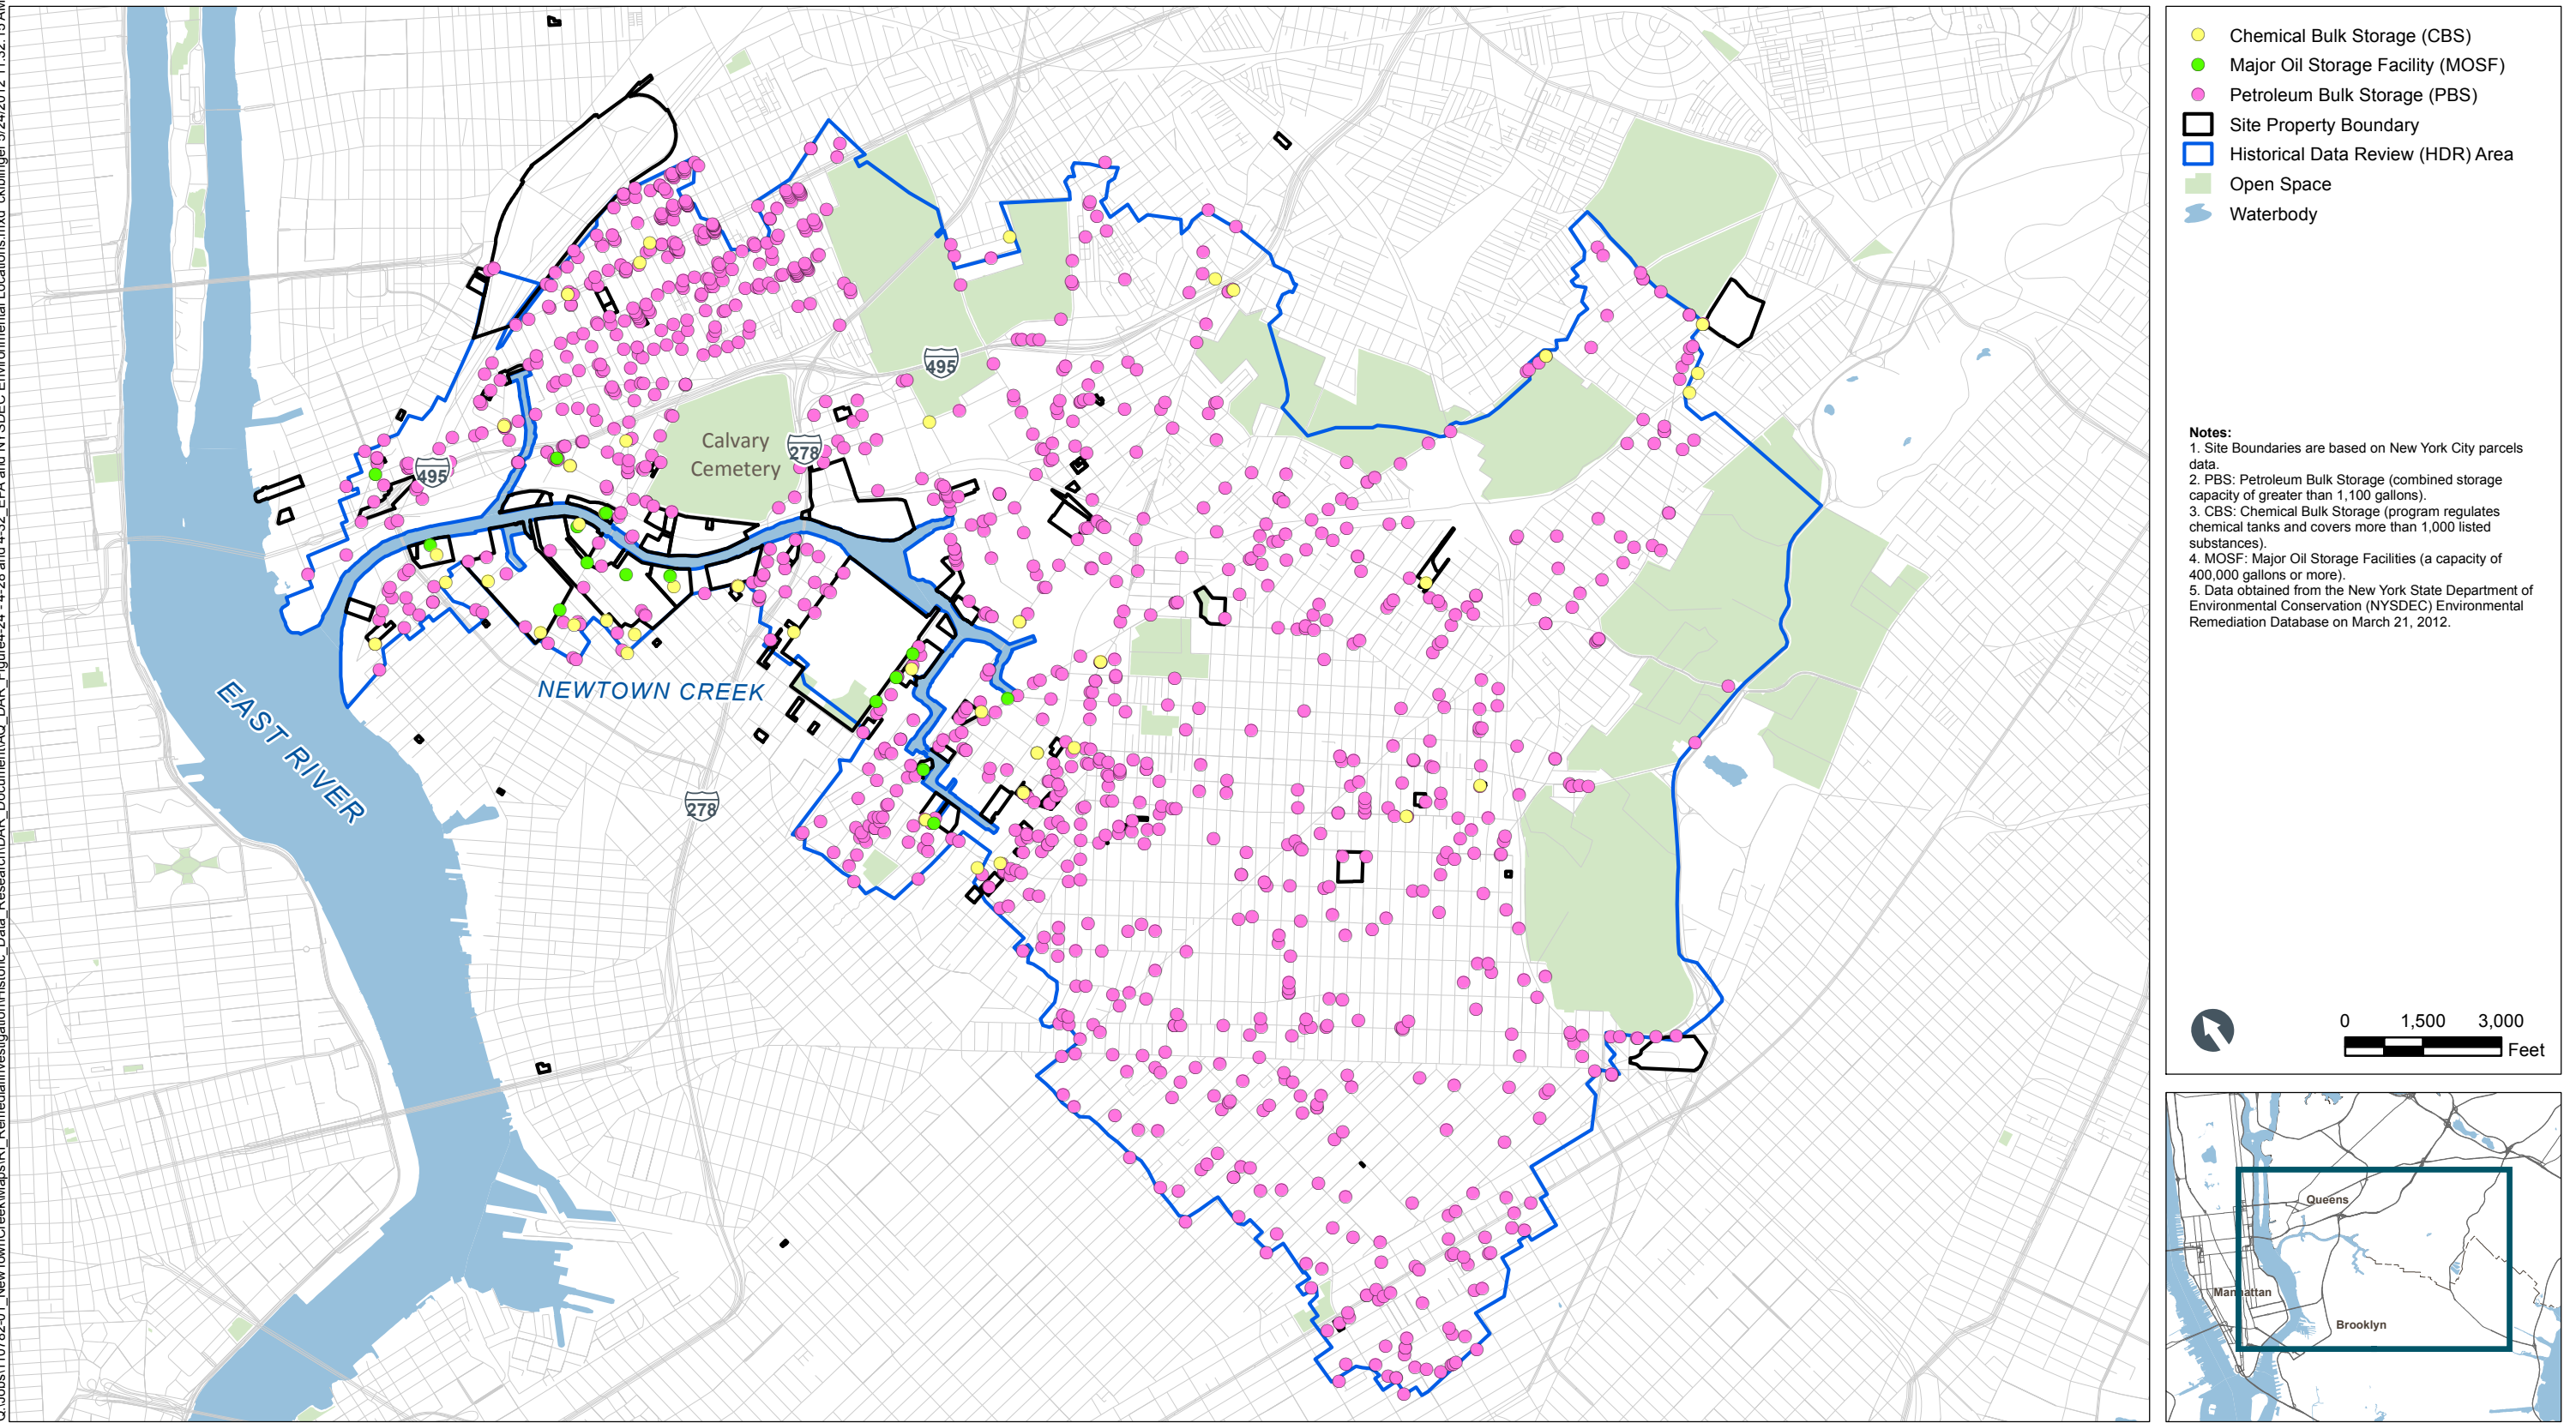 Chemical Bulk Storage (CBS)
Major Oil Storage Facility (MOSF)
Petroleum Bulk Storage (PBS)
Site Property Boundary
Historical Data Review (HDR) Area
Open Space
Waterbody
Notes:
1. Site Boundaries are based on New York City parcels
data.
2. PBS: Petroleum Bulk Storage (combined storage
capacity of greater than 1,100 gallons).
3. CBS: Chemical Bulk Storage (program regulates
chemical tanks and covers more than 1,000 listed
substances).
4. MOSF: Major Oil Storage Facilities (a capacity of
400,000 gallons or more).
5. Data obtained from the New York State Department of
Environmental Conservation (NYSDEC) Environmental
Remediation Database on March 21, 2012.
0 1,500 3,000
Feet
Queens
Manhattan
Brooklyn
495
Calvary
Cemetery
278
495
NEWTOWN CREEK
EAST RIVER
278